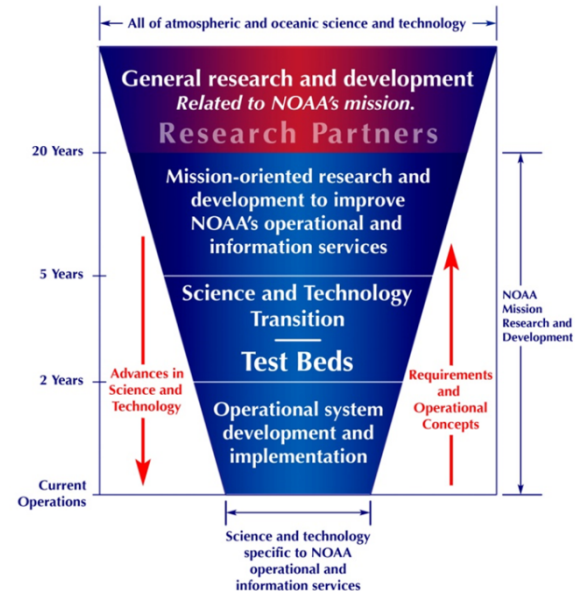 All of atmospheric and oceanic science and technology
General research and development
Related to NOAA's mission.
Research Partners
20 Years
Mission-oriented research and
development to improve
NOAA's operational and
information services
5 Years
Science and Technology
Transition
Test Beds
2 Years
Operational system
development and
implementation
Current
Operations
Advances in
Science and
Technology
Requirements
and
Operational
Concepts
NOAA
Mission
Research and
Development
Science and technology
specific to NOAA
operational and
information services